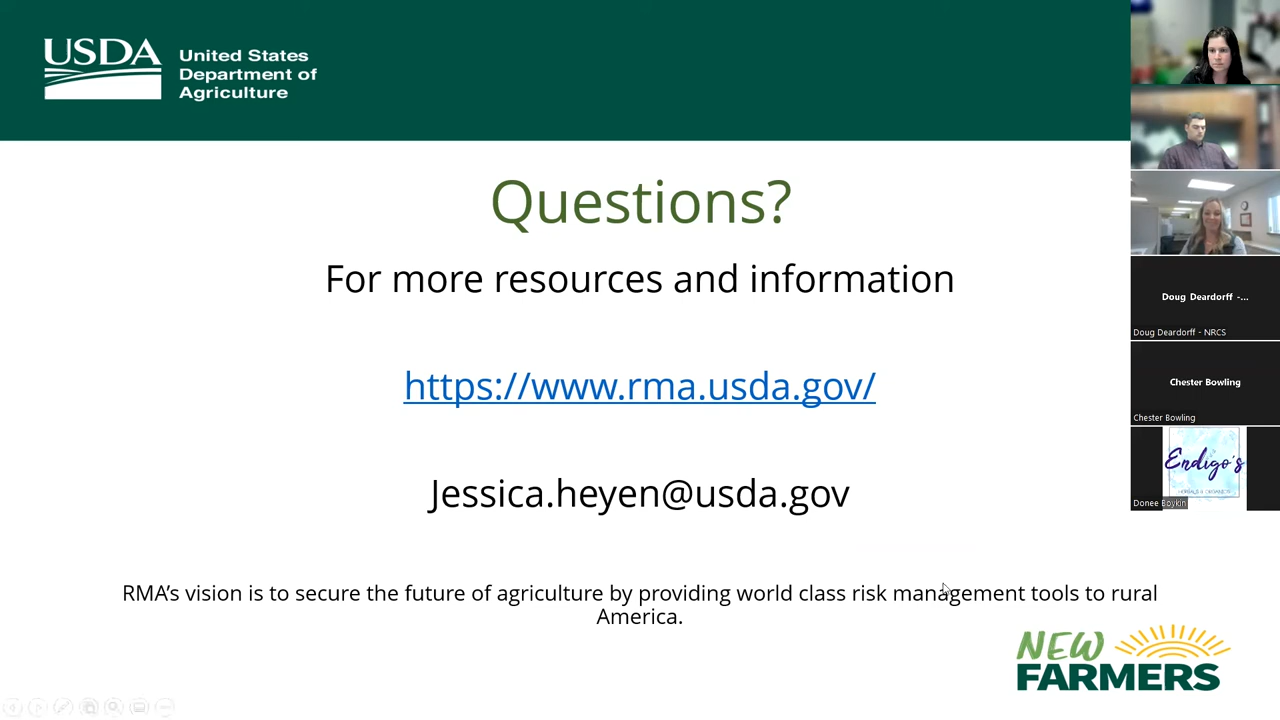 USDA
United States
Department of
Agriculture
Questions?
For more resources and information
https://www.rma.usda.gov/
Jessica.heyen@usda.gov
RMA’s vision is to secure the future of agriculture by providing world class risk management tools to rural
America.
NEW
FARMERS
Doug Deardorff -...
Doug Deardorff - NRCS
Chester Bowling
Chester Bowling
Endigo's
Donee Boykin